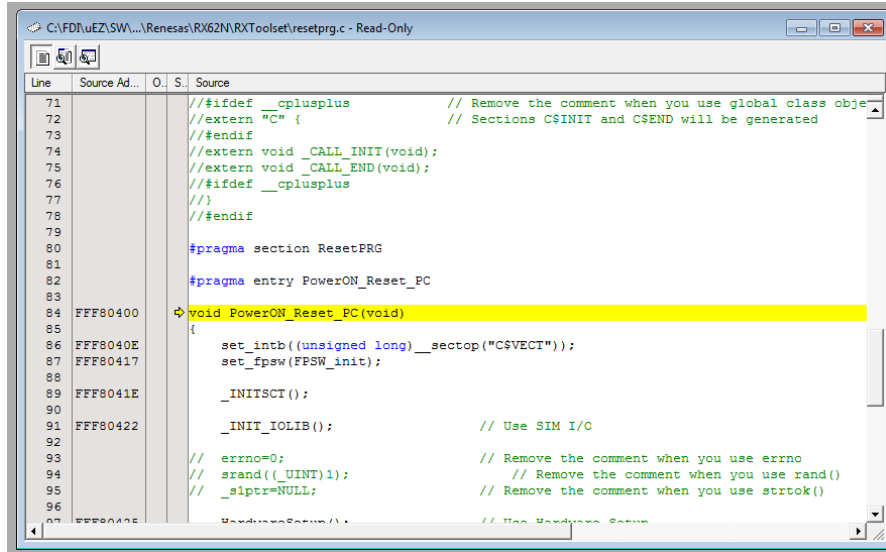 C:\FDI\uEZ\SW\...\Renesas\RX62N\RXToolset\resetprg.c - Read-Only
Line Source Ad... O.. S.. Source
71 //#ifdef __cplusplus // Remove the comment when you use global class obje
72 //extern "C" { // Sections C$INIT and C$END will be generated
73 //#endif
74 //extern void _CALL_INIT(void);
75 //extern void _CALL_END(void);
76 //#ifdef __cplusplus
77 //}
78 //#endif
79
80 #pragma section ResetPRG
81
82 #pragma entry PowerON_Reset_PC
83
84 FFF80400 void PowerON_Reset_PC(void)
85 {
86 FFF8040E set_intb((unsigned long)__sectop("C$VECT"));
87 FFF80417 set_fpsw(FPSW_init);
88
89 FFF8041E _INITSCT();
90
91 FFF80422 _INIT_IOLIB(); // Use SIM I/O
92
93 // errno=0; // Remove the comment when you use errno
94 // srand((_UINT)1); // Remove the comment when you use rand()
95 // _s1ptr=NULL; // Remove the comment when you use strtok()
96
97 HardwareSetup(); // Use Hardware Setup